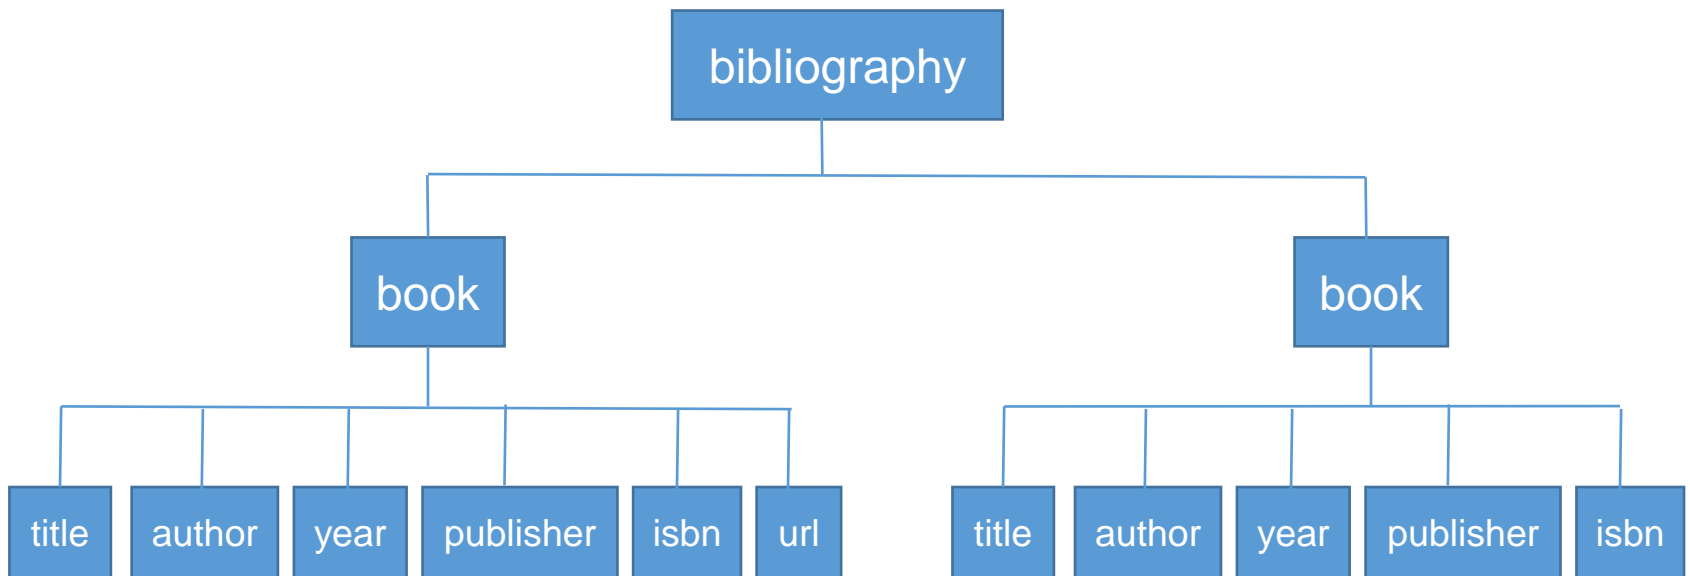 bibliography
book
book
title
author
year
publisher
isbn
url
title
author
year
publisher
isbn